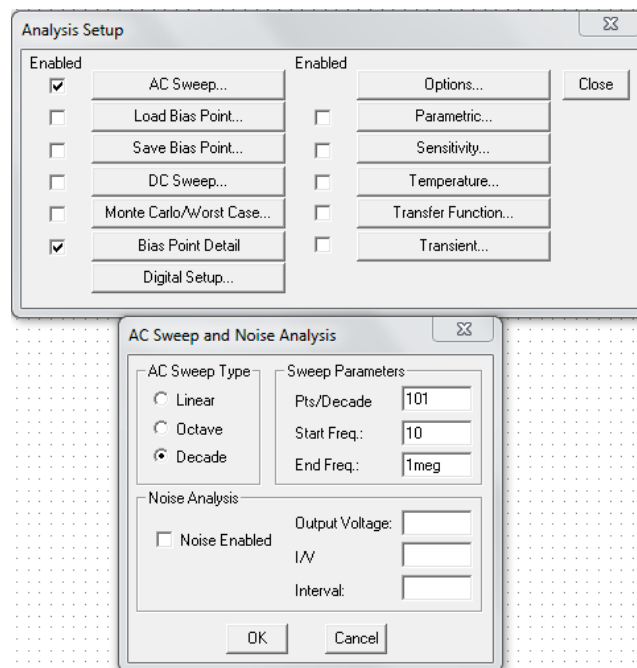 Analysis Setup
Enabled Enabled
AC Sweep... Options... Close
Load Bias Point... Parametric...
Save Bias Point... Sensitivity...
DC Sweep... Temperature...
Monte Carlo/Worst Case... Transfer Function...
Bias Point Detail Transient...
Digital Setup...
AC Sweep and Noise Analysis
AC Sweep Type Sweep Parameters
Linear Pts/Decade 101
Octave Start Freq.: 10
Decade End Freq.: 1meg
Noise Analysis
Noise Enabled Output Voltage:
I/V
Interval:
OK Cancel